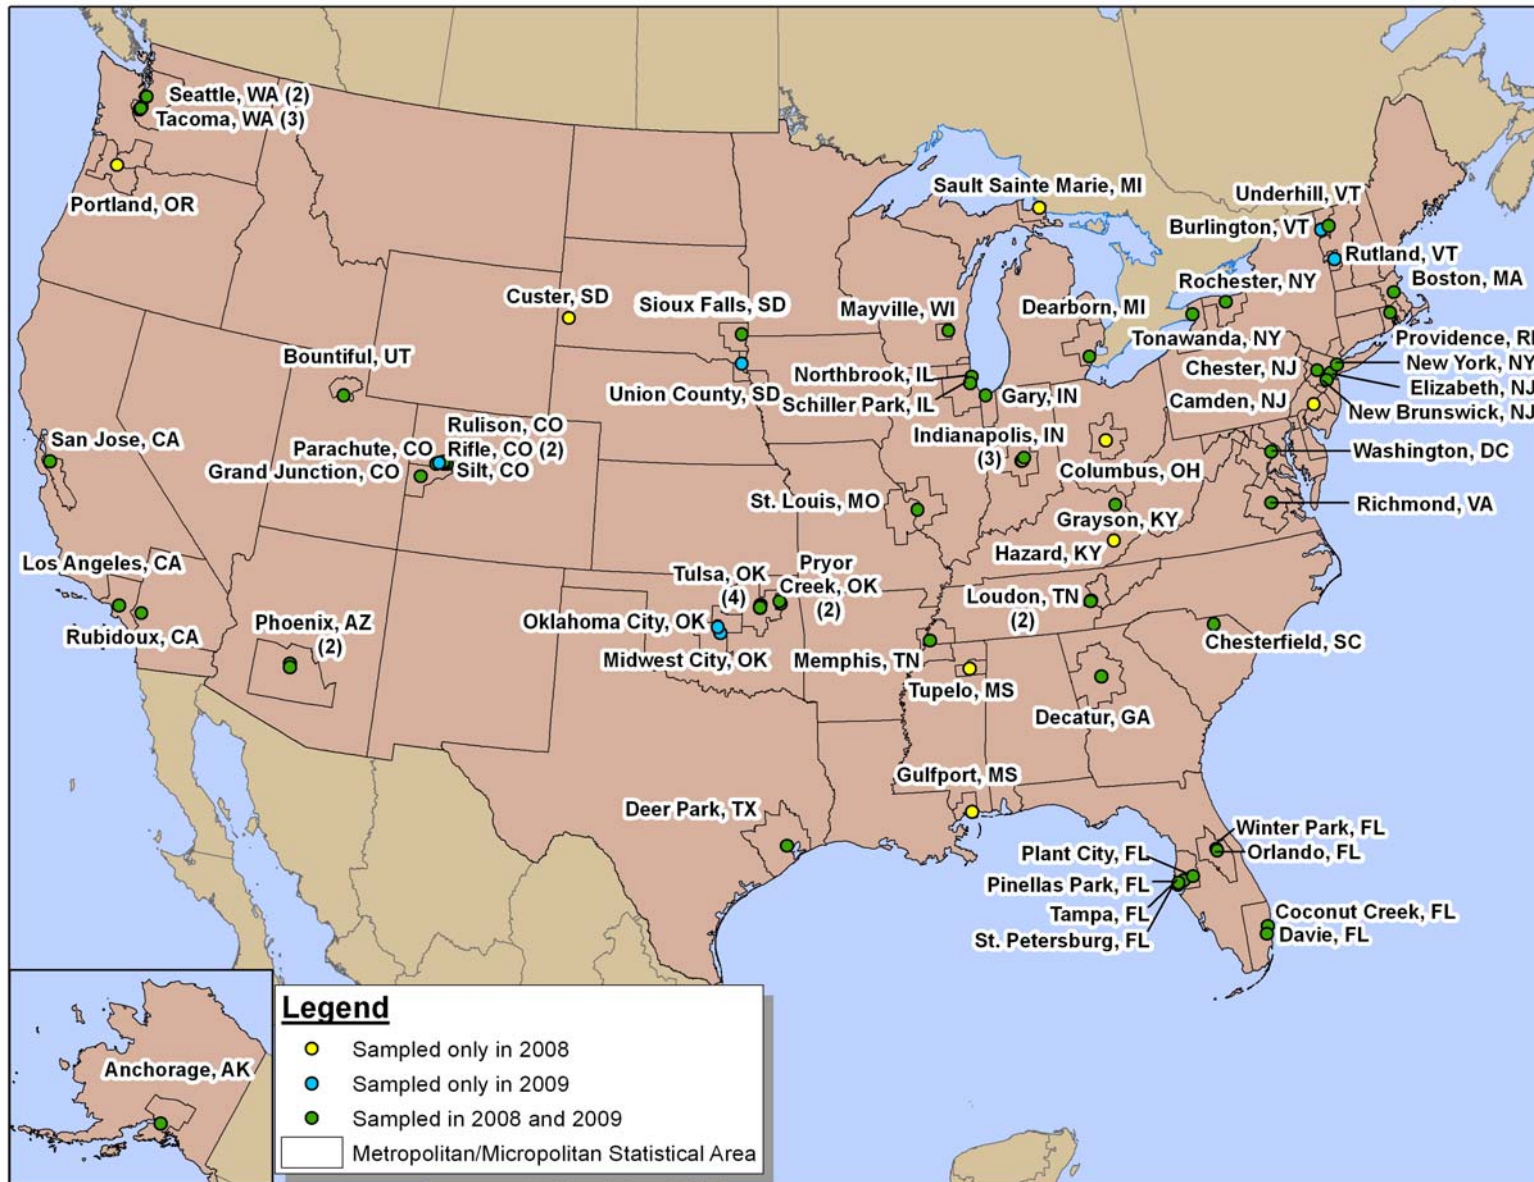 Seattle, WA (2)
Tacoma, WA (3)
Portland, OR
Sault Sainte Marie, MI
Underhill, VT
Burlington, VT
Rutland, VT
Boston, MA
Rochester, NY
Custer, SD
Sioux Falls, SD
Mayville, WI
Dearborn, MI
Tonawanda, NY
Providence, RI
Bountiful, UT
Northbrook, IL
Chester, NJ
New York, NY
Union County, SD
Schiller Park, IL
Gary, IN
Camden, NJ
Elizabeth, NJ
New Brunswick, NJ
San Jose, CA
Parachute, CO
Rulison, CO
Rifle, CO (2)
Grand Junction, CO
Silt, CO
Indianapolis, IN
(3)
Columbus, OH
Washington, DC
St. Louis, MO
Grayson, KY
Richmond, VA
Hazard, KY
Los Angeles, CA
Tulsa, OK
(4)
Pryor
Creek, OK
(2)
Loudon, TN
(2)
Rubidoux, CA
Phoenix, AZ
(2)
Oklahoma City, OK
Midwest City, OK
Memphis, TN
Chesterfield, SC
Tupelo, MS
Decatur, GA
Gulfport, MS
Deer Park, TX
Winter Park, FL
Orlando, FL
Plant City, FL
Pinellas Park, FL
Tampa, FL
St. Petersburg, FL
Coconut Creek, FL
Davie, FL
Anchorage, AK
Legend
Sampled only in 2008
Sampled only in 2009
Sampled in 2008 and 2009
Metropolitan/Micropolitan Statistical Area